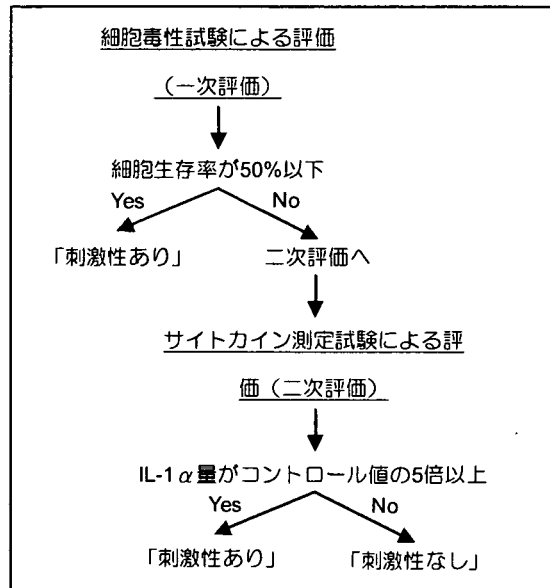 細胞毒性試験による評価
（一次評価）
細胞生存率が50%以下
Yes No
「刺激性あり」 二次評価へ
サイトカイン測定試験による評
価（二次評価）
IL-1α量がコントロール値の5倍以上
Yes No
「刺激性あり」 「刺激性なし」